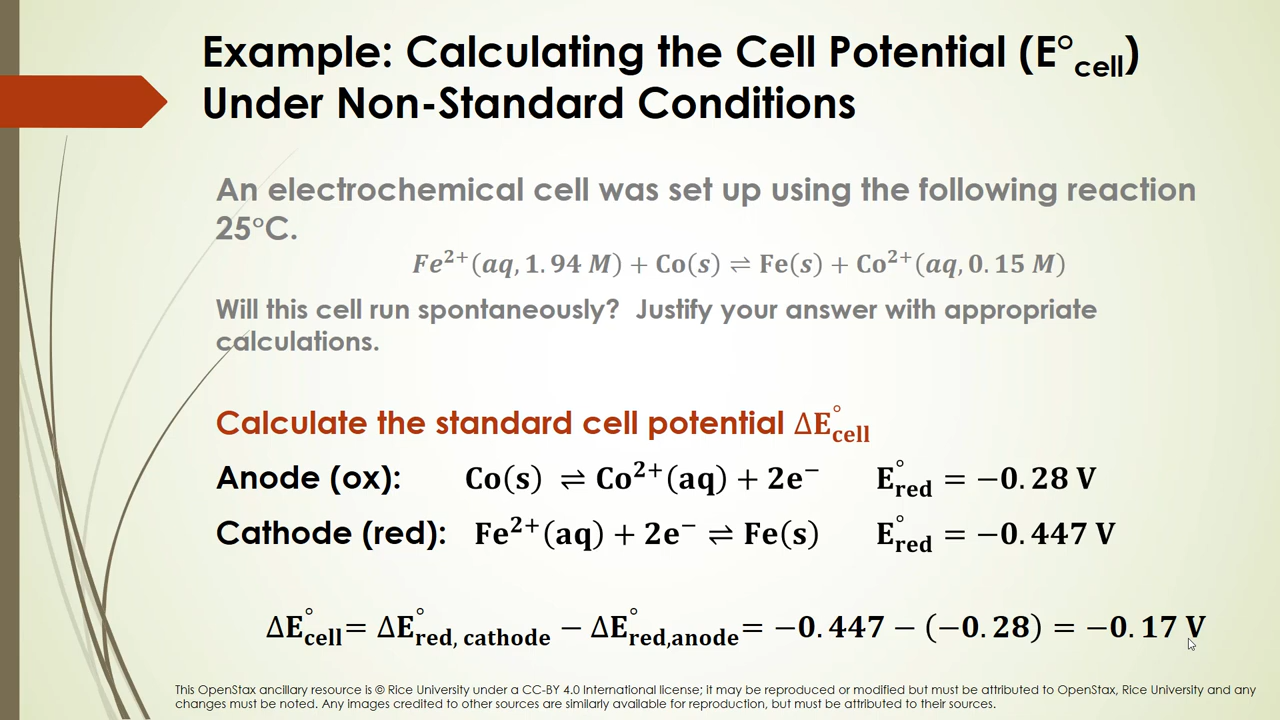 Example: Calculating the Cell Potential (E°cell)
Under Non-Standard Conditions
An electrochemical cell was set up using the following reaction
25°C.
Fe²⁺(aq, 1.94 M) + Co(s) ⇌ Fe(s) + Co²⁺(aq, 0.15 M)
Will this cell run spontaneously? Justify your answer with appropriate
calculations.
Calculate the standard cell potential ΔE°cell
Anode (ox): Co(s) ⇌ Co²⁺(aq) + 2e⁻ E°red = −0.28 V
Cathode (red): Fe²⁺(aq) + 2e⁻ ⇌ Fe(s) E°red = −0.447 V
ΔE°cell = ΔE°red, cathode − ΔE°red,anode = −0.447 − (−0.28) = −0.17 V
This OpenStax ancillary resource is © Rice University under a CC-BY 4.0 International license; it may be reproduced or modified but must be attributed to OpenStax, Rice University and any
changes must be noted. Any images credited to other sources are similarly available for reproduction, but must be attributed to their sources.